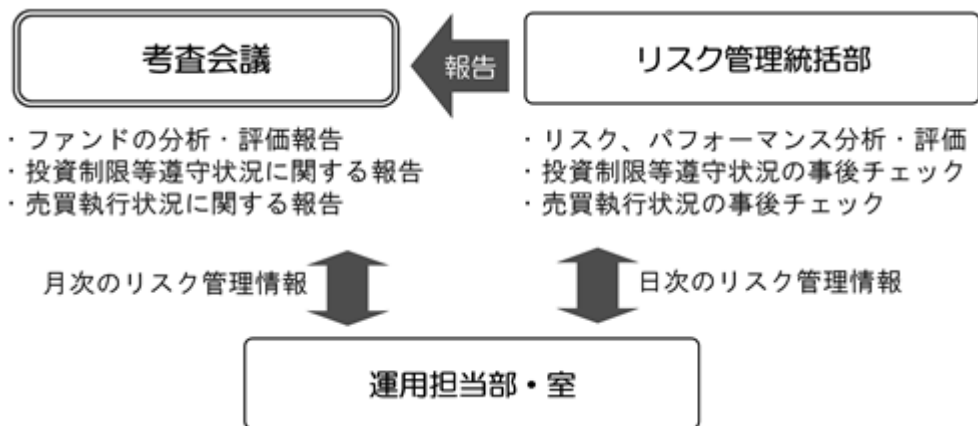 考査会議
報告
リスク管理統括部
・ファンドの分析・評価報告
・投資制限等遵守状況に関する報告
・売買執行状況に関する報告
・リスク、パフォーマンス分析・評価
・投資制限等遵守状況の事後チェック
・売買執行状況の事後チェック
月次のリスク管理情報
日次のリスク管理情報
運用担当部・室